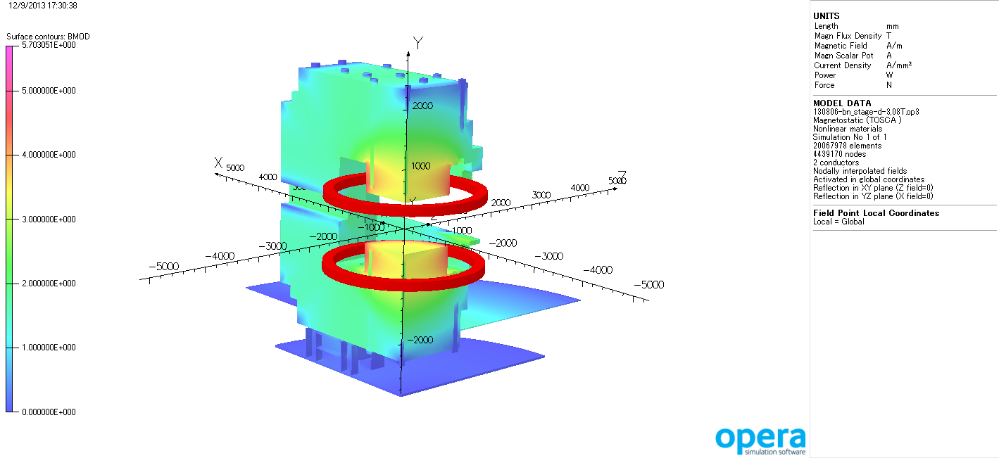 12/9/2013 17:30:38
Surface contours: BMOD
5.703051E+000
5.000000E+000
4.000000E+000
3.000000E+000
2.000000E+000
1.000000E+000
0.000000E+000
Y
2000
1000
X
5000
4000
Z
5000
4000
3000
2000
Y
-1000
-2000
-3000
-4000
-5000
-1000
-2000
-3000
-4000
-5000
-2000
opera
simulation software
UNITS
Length mm
Magn Flux Density T
Magnetic Field A/m
Magn Scalar Pot A
Current Density A/mm²
Power W
Force N
MODEL DATA
130806-bn_stage-d-3,08T.op3
Magnetostatic (TOSCA )
Nonlinear materials
Simulation No 1 of 1
20067978 elements
4439170 nodes
2 conductors
Nodally interpolated fields
Activated in global coordinates
Reflection in XY plane (Z field=0)
Reflection in YZ plane (X field=0)
Field Point Local Coordinates
Local = Global